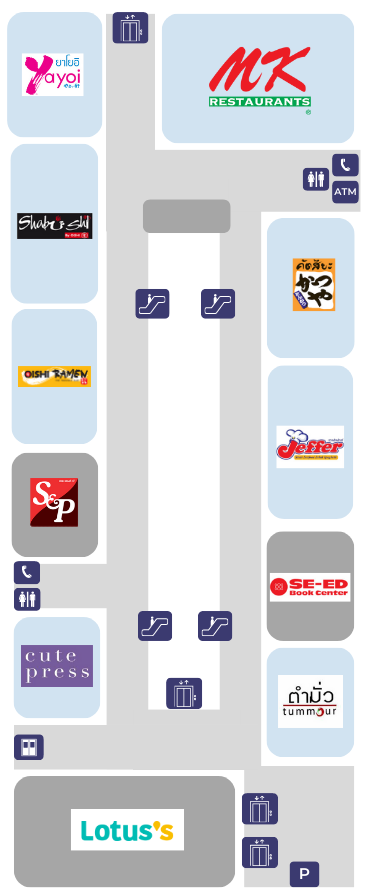 ยาโยอิ
Yayoi
MK
RESTAURANTS
®
ATM
Shabushi
คัตสึยะ
かつや
OISHI RAMEN
Jeffer
S&P
SE-ED
Book Center
cute
press
ตำมั่ว
tummour
Lotus's
P